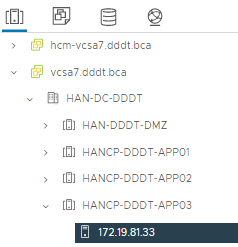 hcm-vcsa7.dddt.bca
vcsa7.dddt.bca
HAN-DC-DDDT
HAN-DDDT-DMZ
HANCP-DDDT-APP01
HANCP-DDDT-APP02
HANCP-DDDT-APP03
172.19.81.33